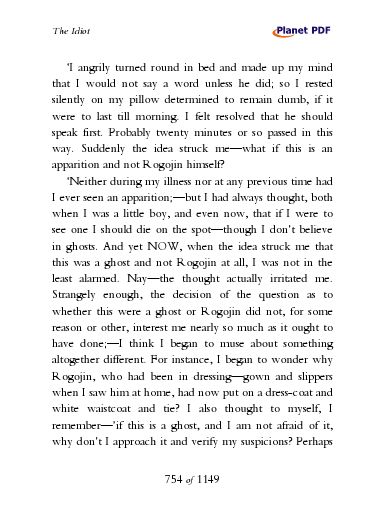 The Idiot
Planet PDF
'I angrily turned round in bed and made up my mind
that I would not say a word unless he did; so I rested
silently on my pillow determined to remain dumb, if it
were to last till morning. I felt resolved that he should
speak first. Probably twenty minutes or so passed in this
way. Suddenly the idea struck me—what if this is an
apparition and not Rogojin himself?
'Neither during my illness nor at any previous time had
I ever seen an apparition;—but I had always thought, both
when I was a little boy, and even now, that if I were to
see one I should die on the spot—though I don't believe
in ghosts. And yet NOW, when the idea struck me that
this was a ghost and not Rogojin at all, I was not in the
least alarmed. Nay—the thought actually irritated me.
Strangely enough, the decision of the question as to
whether this were a ghost or Rogojin did not, for some
reason or other, interest me nearly so much as it ought to
have done;—I think I began to muse about something
altogether different. For instance, I began to wonder why
Rogojin, who had been in dressing—gown and slippers
when I saw him at home, had now put on a dress-coat and
white waistcoat and tie? I also thought to myself, I
remember—'if this is a ghost, and I am not afraid of it,
why don't I approach it and verify my suspicions? Perhaps
754 of 1149